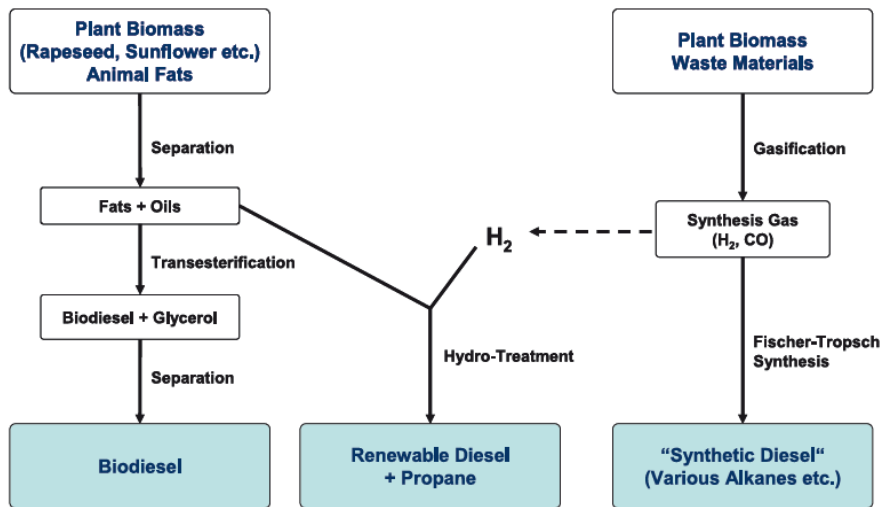 Plant Biomass
(Rapeseed, Sunflower etc.)
Animal Fats
Plant Biomass
Waste Materials
Separation
Gasification
Fats + Oils
Synthesis Gas
(H₂, CO)
H₂
Transesterification
Biodiesel + Glycerol
Hydro-Treatment
Fischer-Tropsch
Synthesis
Separation
Biodiesel
Renewable Diesel
+ Propane
“Synthetic Diesel“
(Various Alkanes etc.)